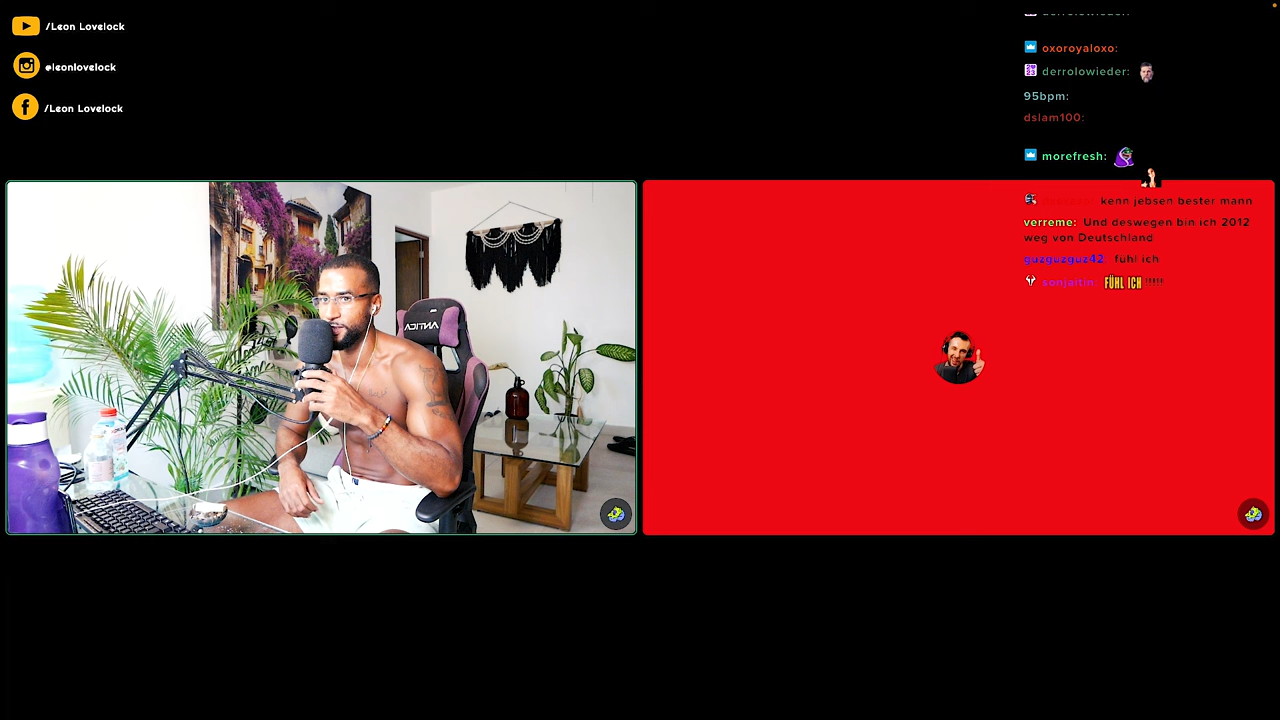 /Leon Lovelock
@leonlovelock
/Leon Lovelock
oxoroyaloxo:
derrolowieder:
95bpm:
dslam100:
morefresh:
kenn jebsen bester mann
verreme: Und deswegen bin ich 2012
weg von Deutschland
guzguzguz42 fühl ich
sonjaitin: FÜHL ICH !!!!!
ANTICA